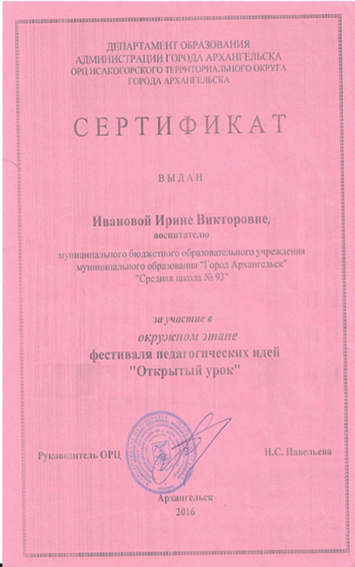 ДЕПАРТАМЕНТ ОБРАЗОВАНИЯ
АДМИНИСТРАЦИИ ГОРОДА АРХАНГЕЛЬСКА
ОРЦ ИСАКОГОРСКОГО ТЕРРИТОРИАЛЬНОГО ОКРУГА
ГОРОДА АРХАНГЕЛЬСКА
СЕРТИФИКАТ
ВЫДАН
Ивановой Ирине Викторовне,
воспитателю
муниципального бюджетного образовательного учреждения
муниципального образования "Город Архангельск"
"Средняя школа № 93"
за участие в
окружном этапе
фестиваля педагогических идей
"Открытый урок"
Руководитель ОРЦ
Н.С. Павельева
Архангельск
2016